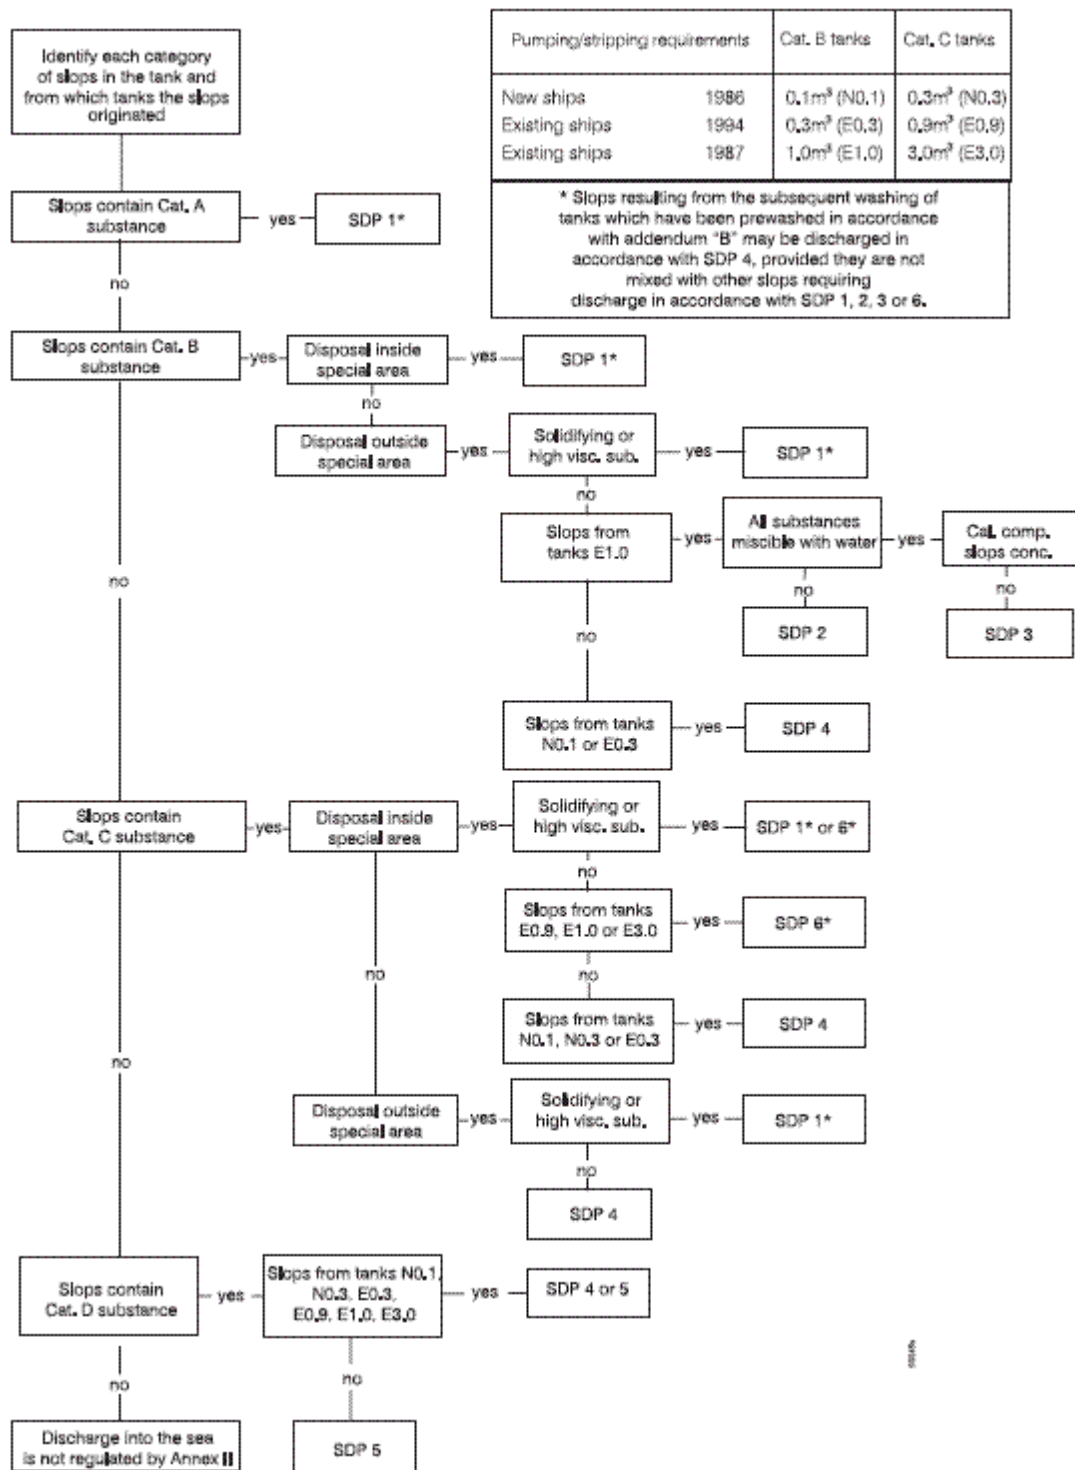 Identify each category
of slops in the tank and
from which tanks the slops
originated
Pumping/stripping requirements Cat. B tanks Cat. C tanks
New ships 1986 0.1m³ (N0.1) 0.3m³ (N0.3)
Existing ships 1994 0.3m³ (E0.3) 0.9m³ (E0.9)
Existing ships 1987 1.0m³ (E1.0) 3.0m³ (E3.0)
* Slops resulting from the subsequent washing of
tanks which have been prewashed in accordance
with addendum "B" may be discharged in
accordance with SDP 4, provided they are not
mixed with other slops requiring
discharge in accordance with SDP 1, 2, 3 or 6.
Slops contain Cat. A
substance
yes
SDP 1*
no
Slops contain Cat. B
substance
yes
Disposal inside
special area
yes
SDP 1*
no
Disposal outside
special area
yes
Solidifying or
high visc. sub.
yes
SDP 1*
no
Slops from
tanks E1.0
yes
All substances
miscible with water
yes
Cal. comp.
slops conc.
no
no
SDP 2
SDP 3
no
no
Slops from tanks
N0.1 or E0.3
yes
SDP 4
Slops contain
Cat. C substance
yes
Disposal inside
special area
yes
Solidifying or
high visc. sub.
yes
SDP 1* or 6*
no
Slops from tanks
E0.9, E1.0 or E3.0
yes
SDP 6*
no
no
Slops from tanks
N0.1, N0.3 or E0.3
yes
SDP 4
no
Disposal outside
special area
yes
Solidifying or
high visc. sub.
yes
SDP 1*
no
SDP 4
Slops contain
Cat. D substance
yes
Slops from tanks N0.1,
N0.3, E0.3,
E0.9, E1.0, E3.0
yes
SDP 4 or 5
no
no
Discharge into the sea
is not regulated by Annex II
SDP 5